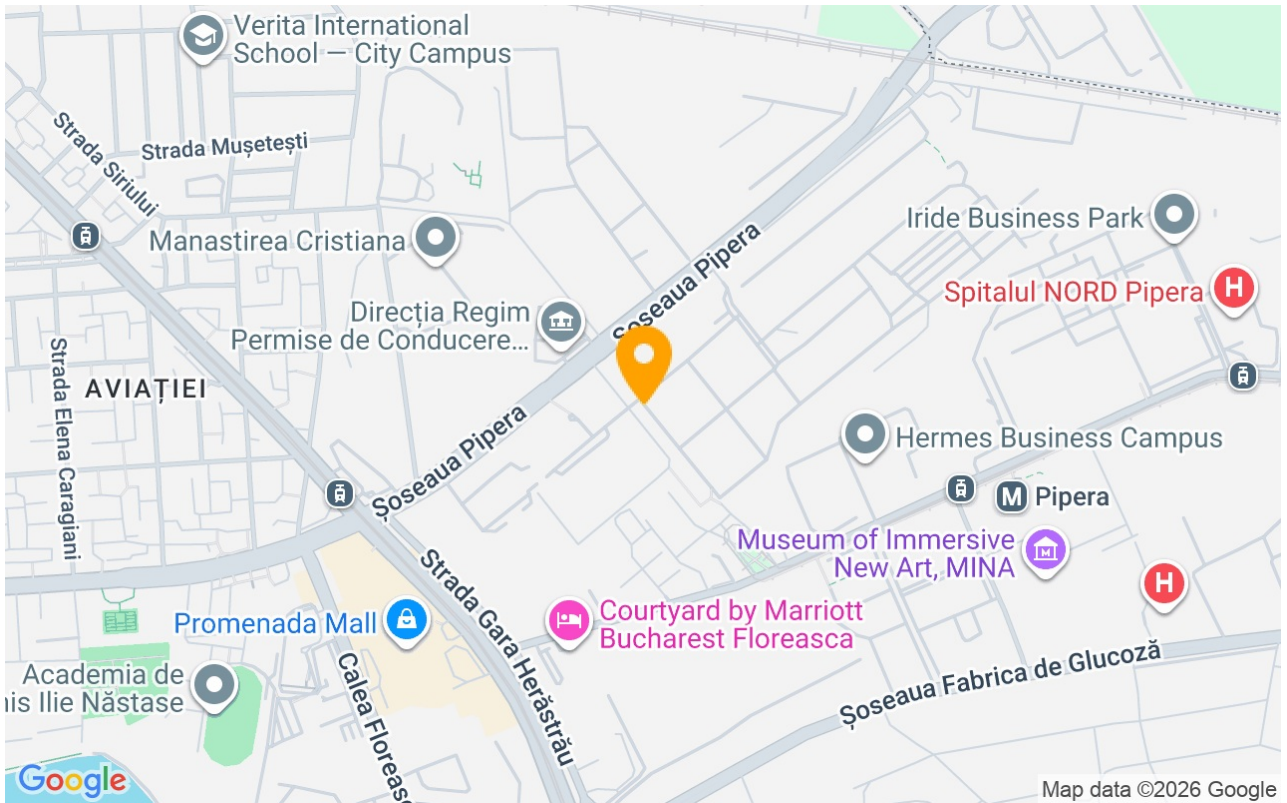 Verita International
School — City Campus
Strada Siriului
Strada Mușetești
Manastirea Cristiana
Iride Business Park
Spitalul NORD Pipera
H
Direcția Regim
Permise de Conducere...
Șoseaua Pipera
AVIAȚIEI
Strada Elena Caragiani
Șoseaua Pipera
Hermes Business Campus
M Pipera
Museum of Immersive
New Art, MINA
H
Strada Gara Herăstrău
Promenada Mall
Courtyard by Marriott
Bucharest Floreasca
Academia de
nis Ilie Năstase
Calea Floreasc
Șoseaua Fabrica de Glucoză
Google
Map data ©2026 Google